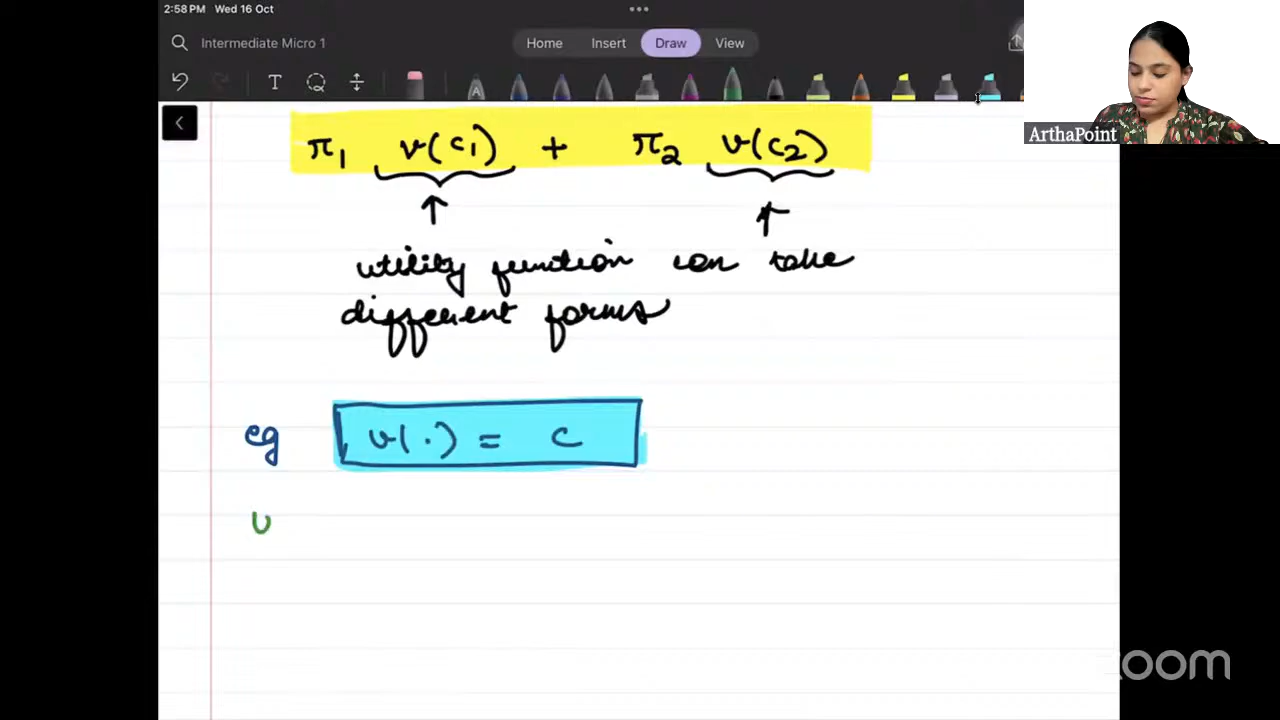 2:58 PM Wed 16 Oct
Intermediate Micro 1
Home Insert Draw View
T
A
ArthaPoint
π₁ v(c₁) + π₂ v(c₂)
↑ ↑
utility function can take
different forms
eg v(·) = c
U
zoom